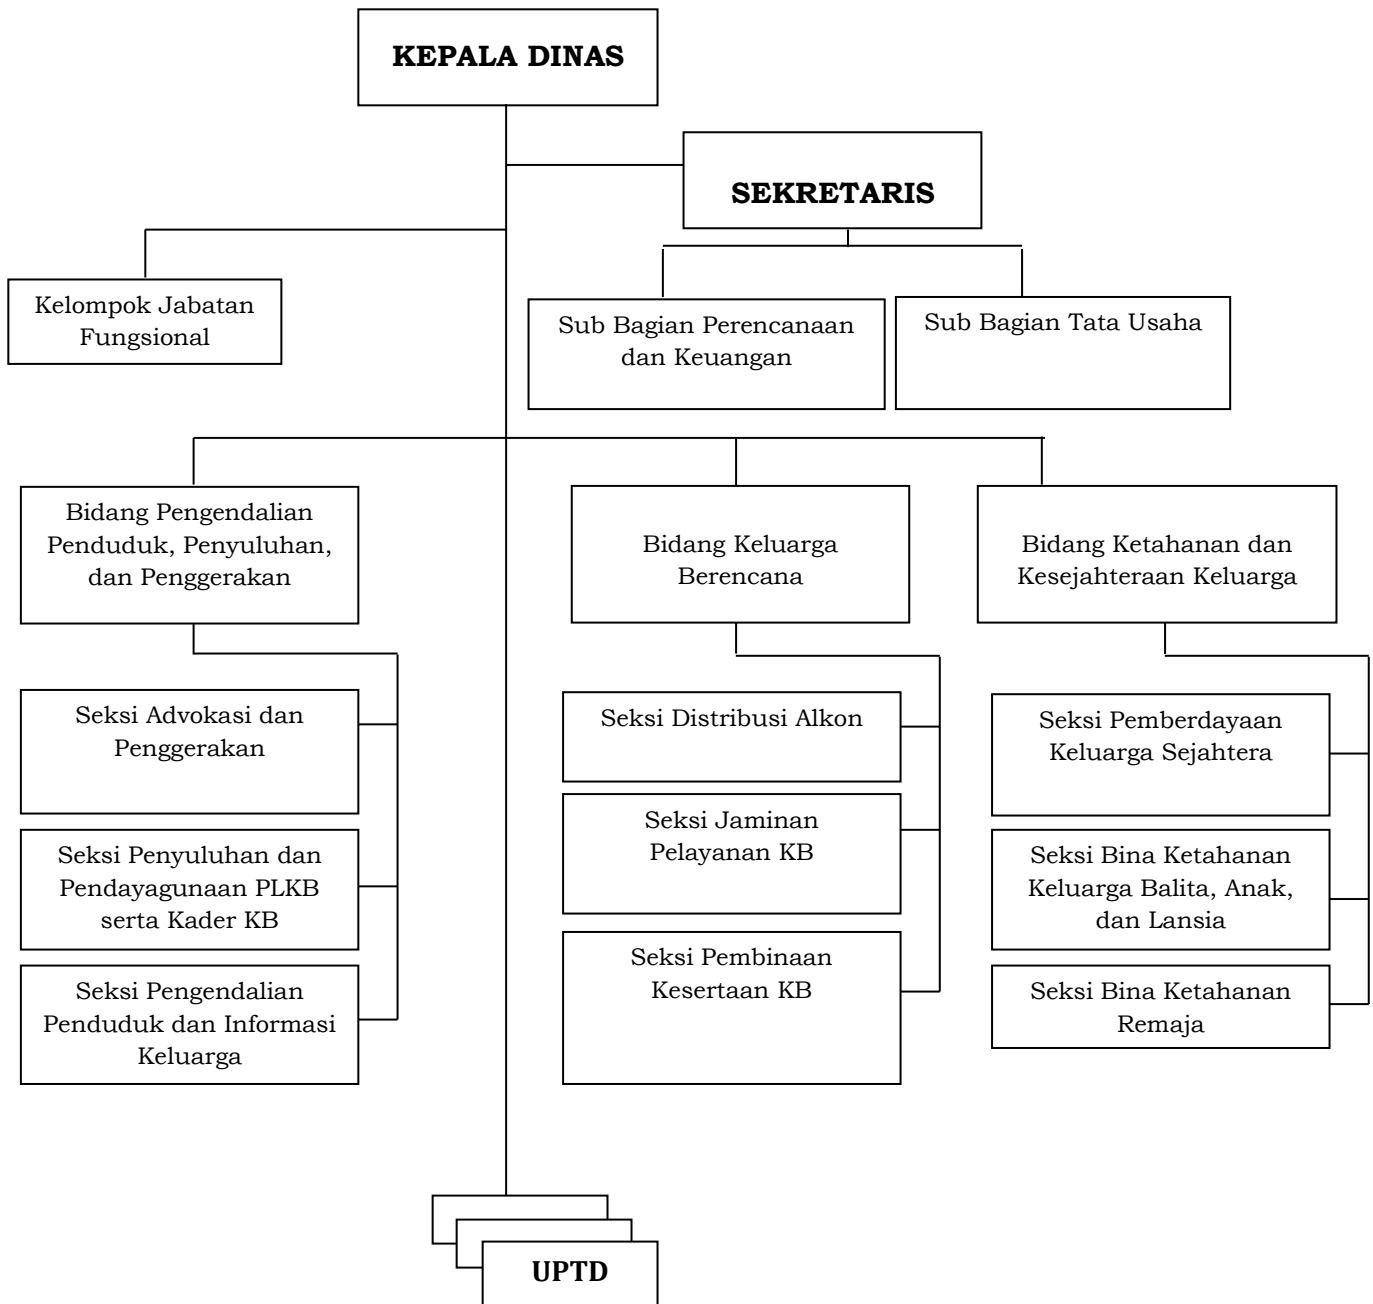 KEPALA DINAS
SEKRETARIS
Kelompok Jabatan
Fungsional
Sub Bagian Perencanaan
dan Keuangan
Sub Bagian Tata Usaha
Bidang Pengendalian
Penduduk, Penyuluhan,
dan Penggerakan
Bidang Keluarga
Berencana
Bidang Ketahanan dan
Kesejahteraan Keluarga
Seksi Advokasi dan
Penggerakan
Seksi Penyuluhan dan
Pendayagunaan PLKB
serta Kader KB
Seksi Pengendalian
Penduduk dan Informasi
Keluarga
Seksi Distribusi Alkon
Seksi Jaminan
Pelayanan KB
Seksi Pembinaan
Kesertaan KB
Seksi Pemberdayaan
Keluarga Sejahtera
Seksi Bina Ketahanan
Keluarga Balita, Anak,
dan Lansia
Seksi Bina Ketahanan
Remaja
UPTD